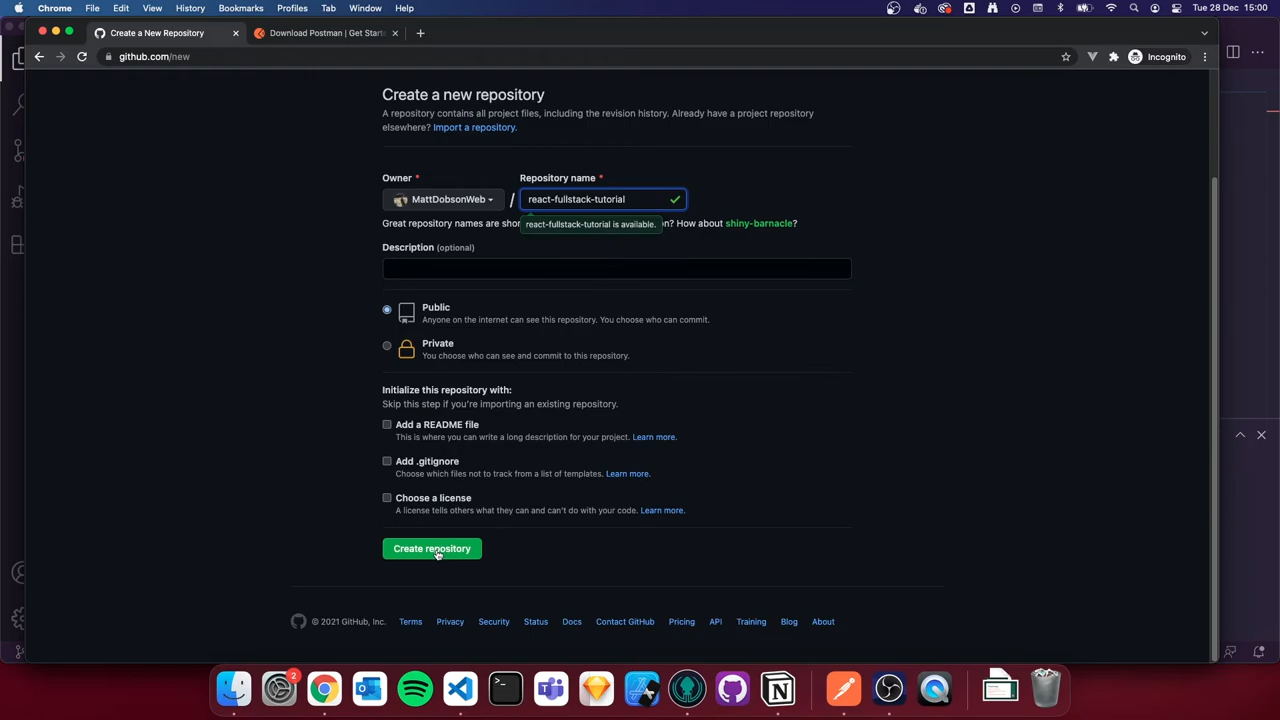 Chrome File Edit View History Bookmarks Profiles Tab Window Help Tue 28 Dec 15:00
Create a New Repository
github.com/new Incognito
Create a new repository
A repository contains all project files, including the revision history. Already have a project repository
elsewhere? Import a repository.
Owner * Repository name *
MattDobsonWeb / react-fullstack-tutorial
Great repository names are n? How about shiny-barnacle?
react-fullstack-tutorial is available.
Description (optional)
Public
Anyone on the internet can see this repository. You choose who can commit.
Private
You choose who can see and commit to this repository.
Initialize this repository with:
Skip this step if you're importing an existing repository.
Add a README file
This is where you can write a long description for your project. Learn more.
Add .gitignore
Choose which files not to track from a list of templates. Learn more.
Choose a license
A license tells others what they can and can't do with your code. Learn more.
Create repository
© 2021 GitHub, Inc. Terms Privacy Security Status Docs Contact GitHub Pricing API Training Blog About
2